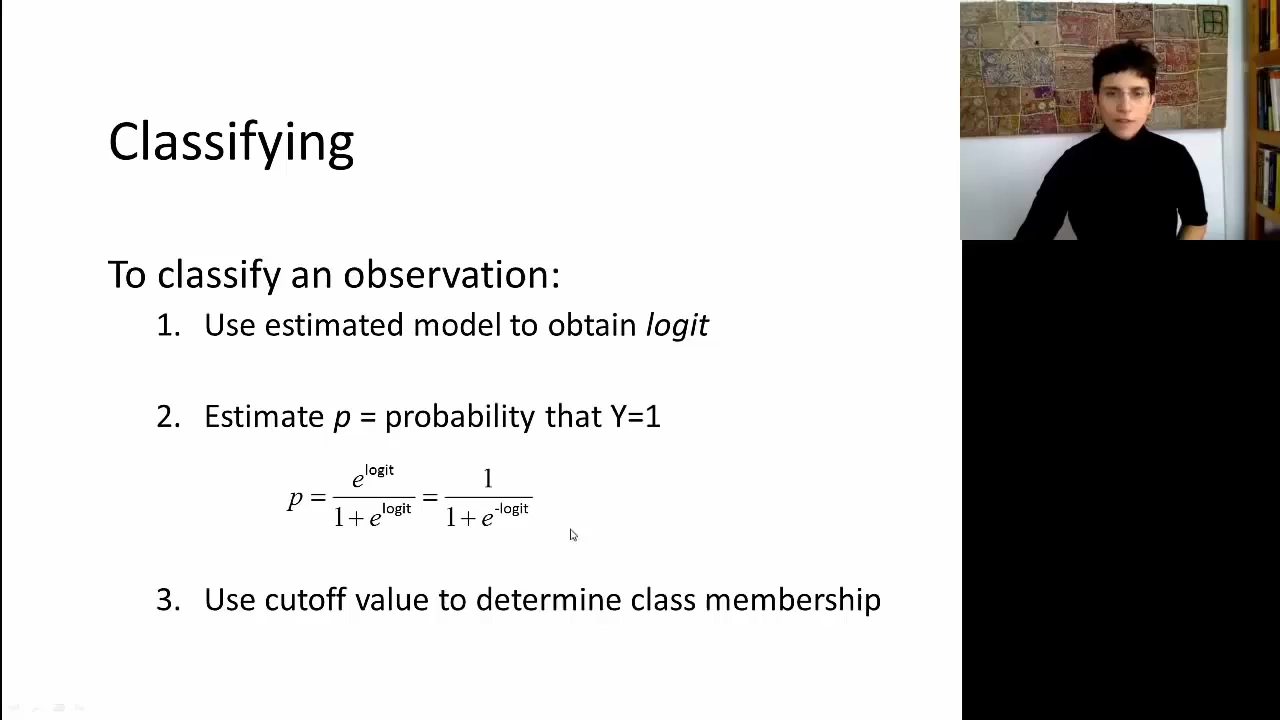 Classifying
To classify an observation:
1. Use estimated model to obtain logit
2. Estimate p = probability that Y=1
p = e^logit / (1 + e^logit) = 1 / (1 + e^-logit)
3. Use cutoff value to determine class membership